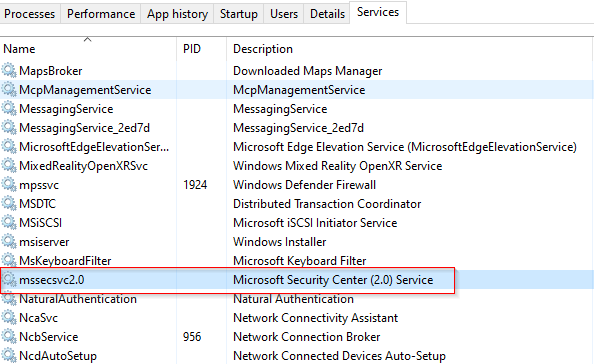 Processes Performance App history Startup Users Details Services
Name PID Description
MapsBroker Downloaded Maps Manager
McpManagementService McpManagementService
MessagingService MessagingService
MessagingService_2ed7d MessagingService_2ed7d
MicrosoftEdgeElevationSer... Microsoft Edge Elevation Service (MicrosoftEdgeElevationService)
MixedRealityOpenXRSvc Windows Mixed Reality OpenXR Service
mpssvc 1924 Windows Defender Firewall
MSDTC Distributed Transaction Coordinator
MSiSCSI Microsoft iSCSI Initiator Service
msiserver Windows Installer
MsKeyboardFilter Microsoft Keyboard Filter
mssecsvc2.0 Microsoft Security Center (2.0) Service
NaturalAuthentication Natural Authentication
NcaSvc Network Connectivity Assistant
NcbService 956 Network Connection Broker
NcdAutoSetup Network Connected Devices Auto-Setup